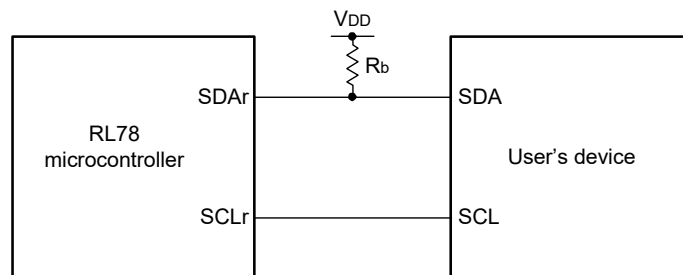 VDD
Rb
SDAr
SDA
RL78
microcontroller
User's device
SCLr
SCL